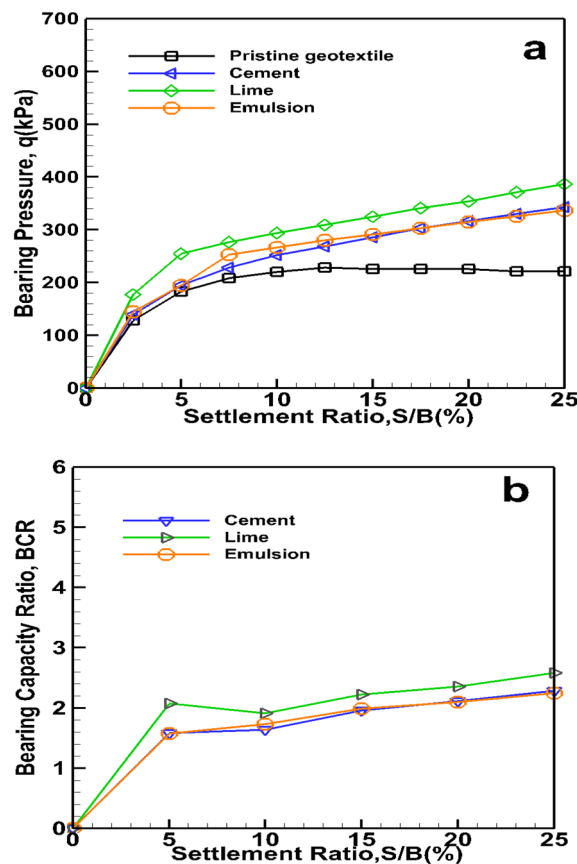 700
600
500
400
300
200
100
0
Bearing Pressure, q(kPa)
a
Pristine geotextile
Cement
Lime
Emulsion
0 5 10 15 20 25
Settlement Ratio,S/B(%)
6
5
4
3
2
1
0
Bearing Capacity Ratio, BCR
b
Cement
Lime
Emulsion
0 5 10 15 20 25
Settlement Ratio,S/B(%)